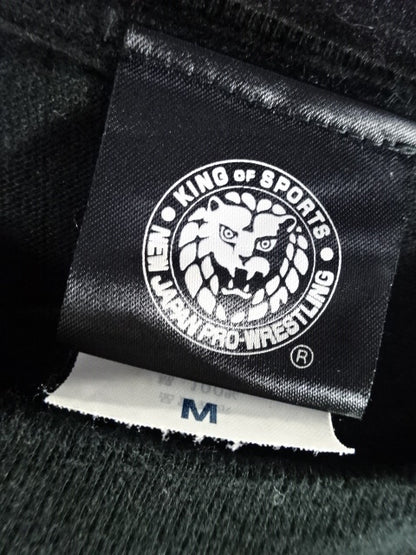 KING OF SPORTS
NEW JAPAN PRO-WRESTLING
®
M